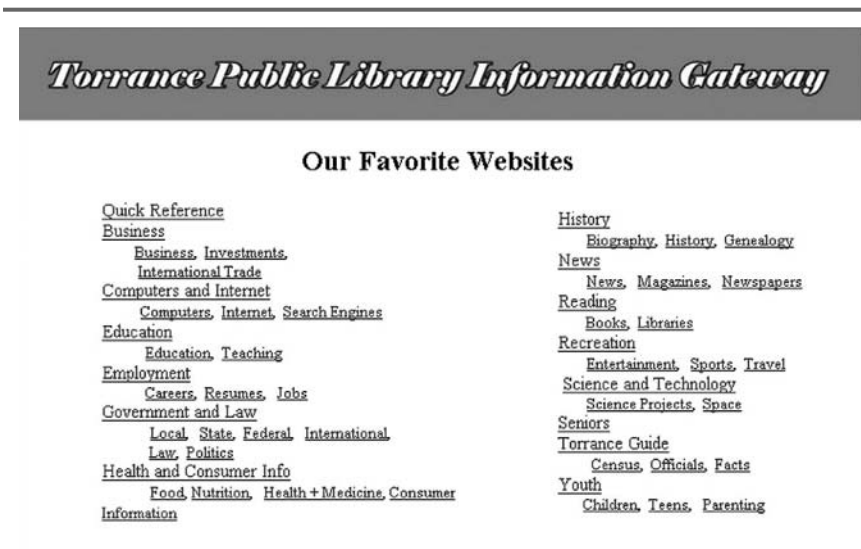 Torrance Public Library Information Gateway
Our Favorite Websites
Quick Reference
Business
Business, Investments,
International Trade
Computers and Internet
Computers, Internet, Search Engines
Education
Education, Teaching
Employment
Careers, Resumes, Jobs
Government and Law
Local, State, Federal, International,
Law, Politics
Health and Consumer Info
Food, Nutrition, Health + Medicine, Consumer
Information
History
Biography, History, Genealogy
News
News, Magazines, Newspapers
Reading
Books, Libraries
Recreation
Entertainment, Sports, Travel
Science and Technology
Science Projects, Space
Seniors
Torrance Guide
Census, Officials, Facts
Youth
Children, Teens, Parenting